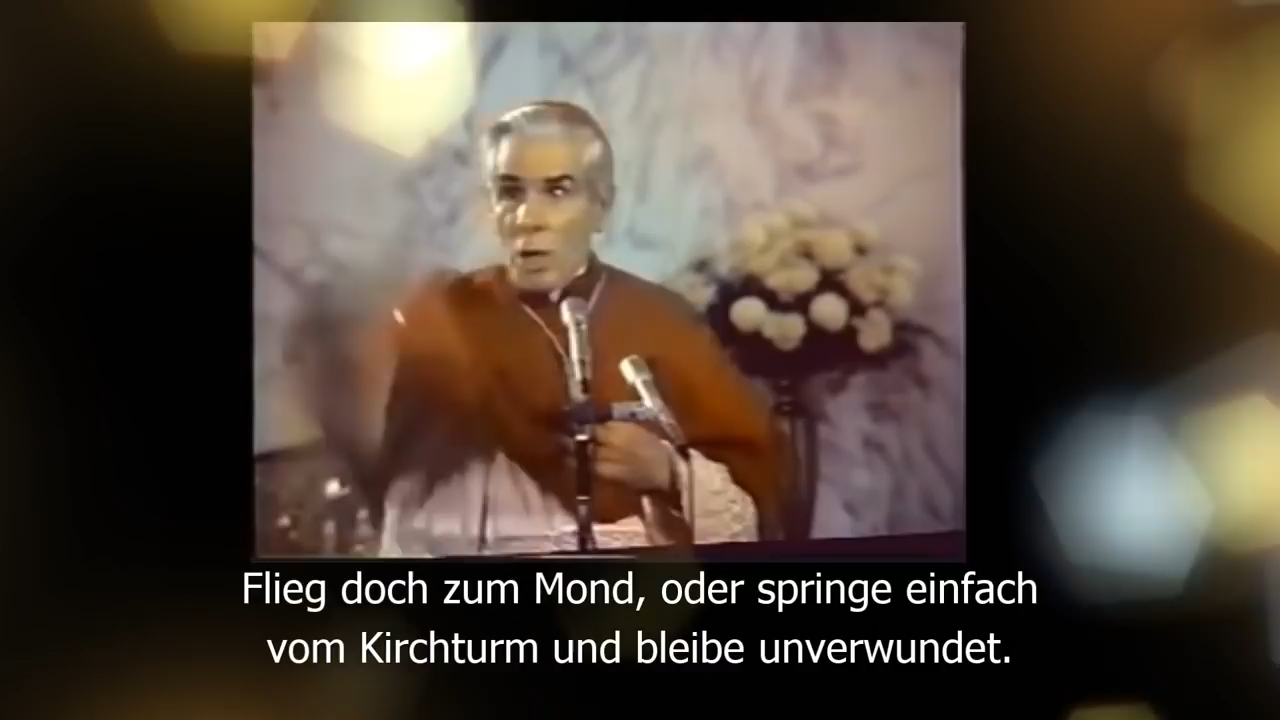 Flieg doch zum Mond, oder springe einfach
vom Kirchturm und bleibe unverwundet.